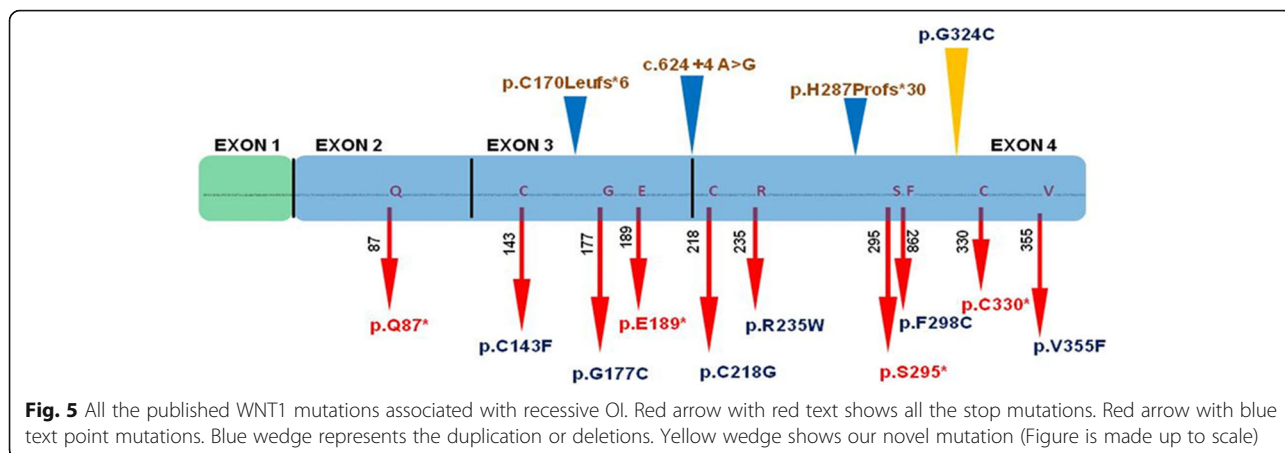 p.G324C
c.624 +4 A>G
p.C170Leufs*6
p.H287Profs*30
EXON 1
EXON 2
EXON 3
EXON 4
Q
C
G
E
C
R
S
F
C
V
87
143
177
189
218
235
295
298
330
355
p.Q87*
p.C143F
p.G177C
p.E189*
p.C218G
p.R235W
p.S295*
p.F298C
p.C330*
p.V355F
Fig. 5 All the published WNT1 mutations associated with recessive OI. Red arrow with red text shows all the stop mutations. Red arrow with blue
text point mutations. Blue wedge represents the duplication or deletions. Yellow wedge shows our novel mutation (Figure is made up to scale)